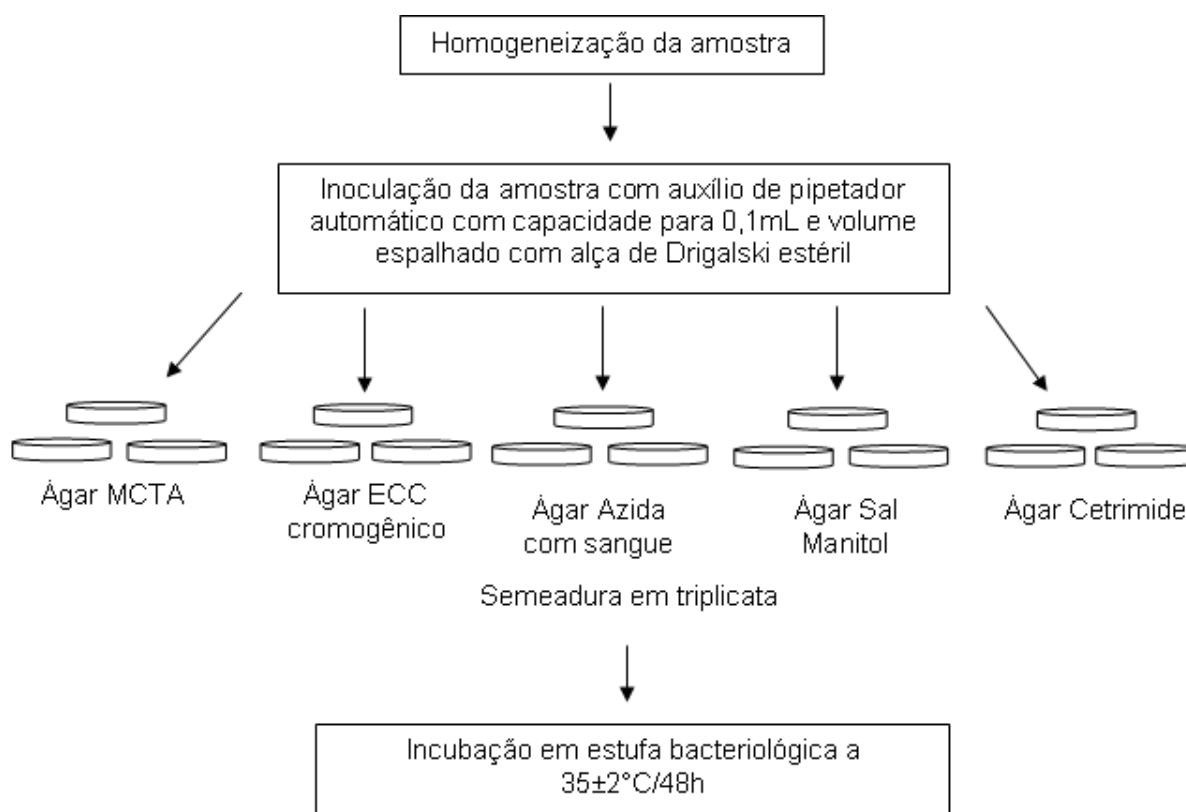 Homogeneização da amostra
Inoculação da amostra com auxílio de pipetador
automático com capacidade para 0,1mL e volume
espalhado com alça de Drigalski estéril
Ágar MCTA
Ágar ECC
cromogênico
Ágar Azida
com sangue
Ágar Sal
Manitol
Ágar Cetrimide
Semeadura em triplicata
Incubação em estufa bacteriológica a
35±2°C/48h